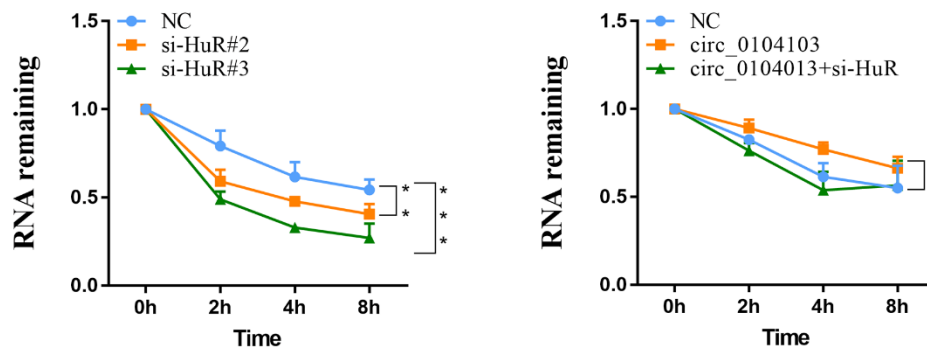 1.5
NC
si-HuR#2
si-HuR#3
1.0
0.5
0.0
RNA remaining
0h
2h
4h
8h
Time
* *
* * *
1.5
NC
circ_0104103
circ_0104013+si-HuR
1.0
0.5
0.0
RNA remaining
0h
2h
4h
8h
Time